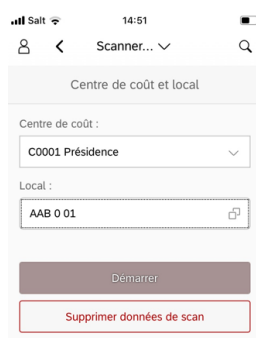 Salt 14:51
Scanner...
Centre de coût et local
Centre de coût :
C0001 Présidence
Local :
AAB 0 01
Démarrer
Supprimer données de scan